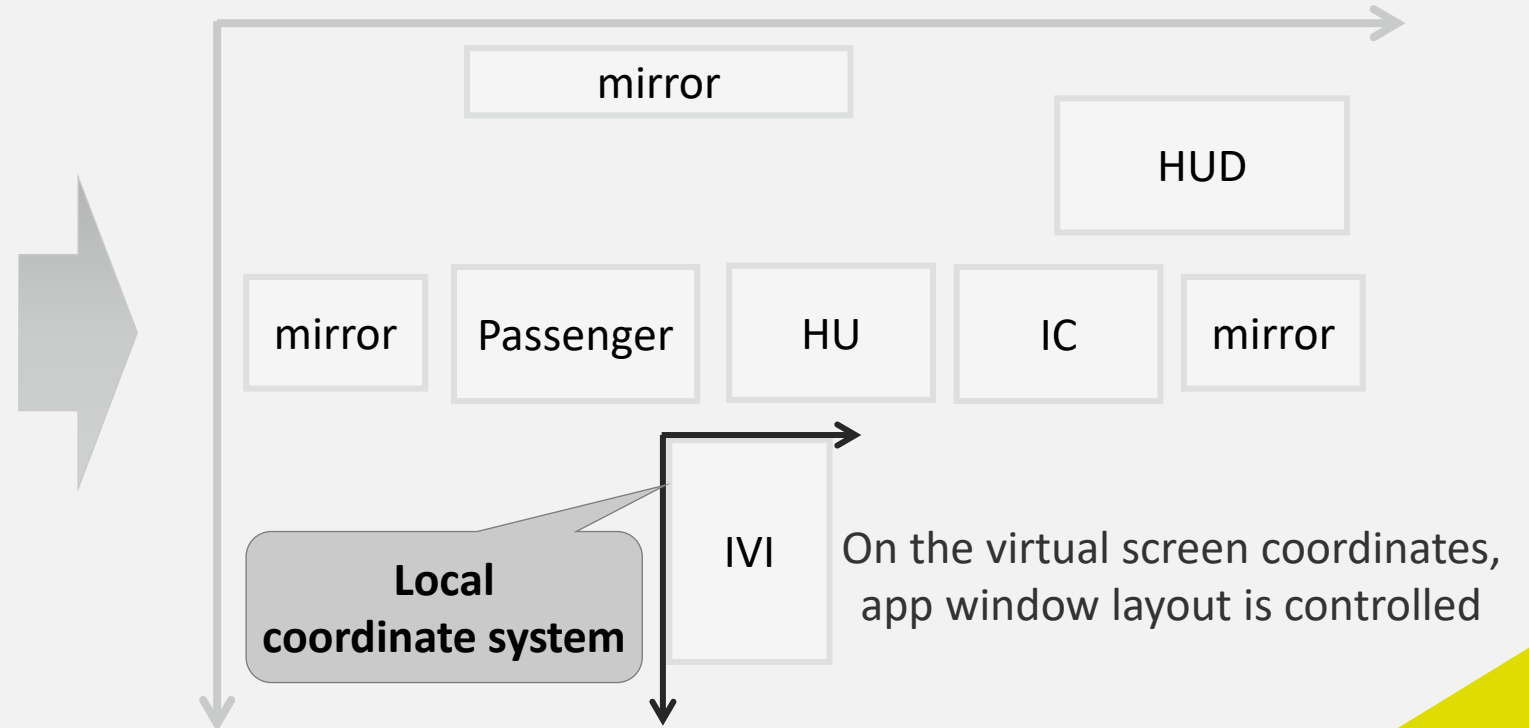 mirror
HUD
mirror
Passenger
HU
IC
mirror
IVI
Local
coordinate system
On the virtual screen coordinates,
app window layout is controlled